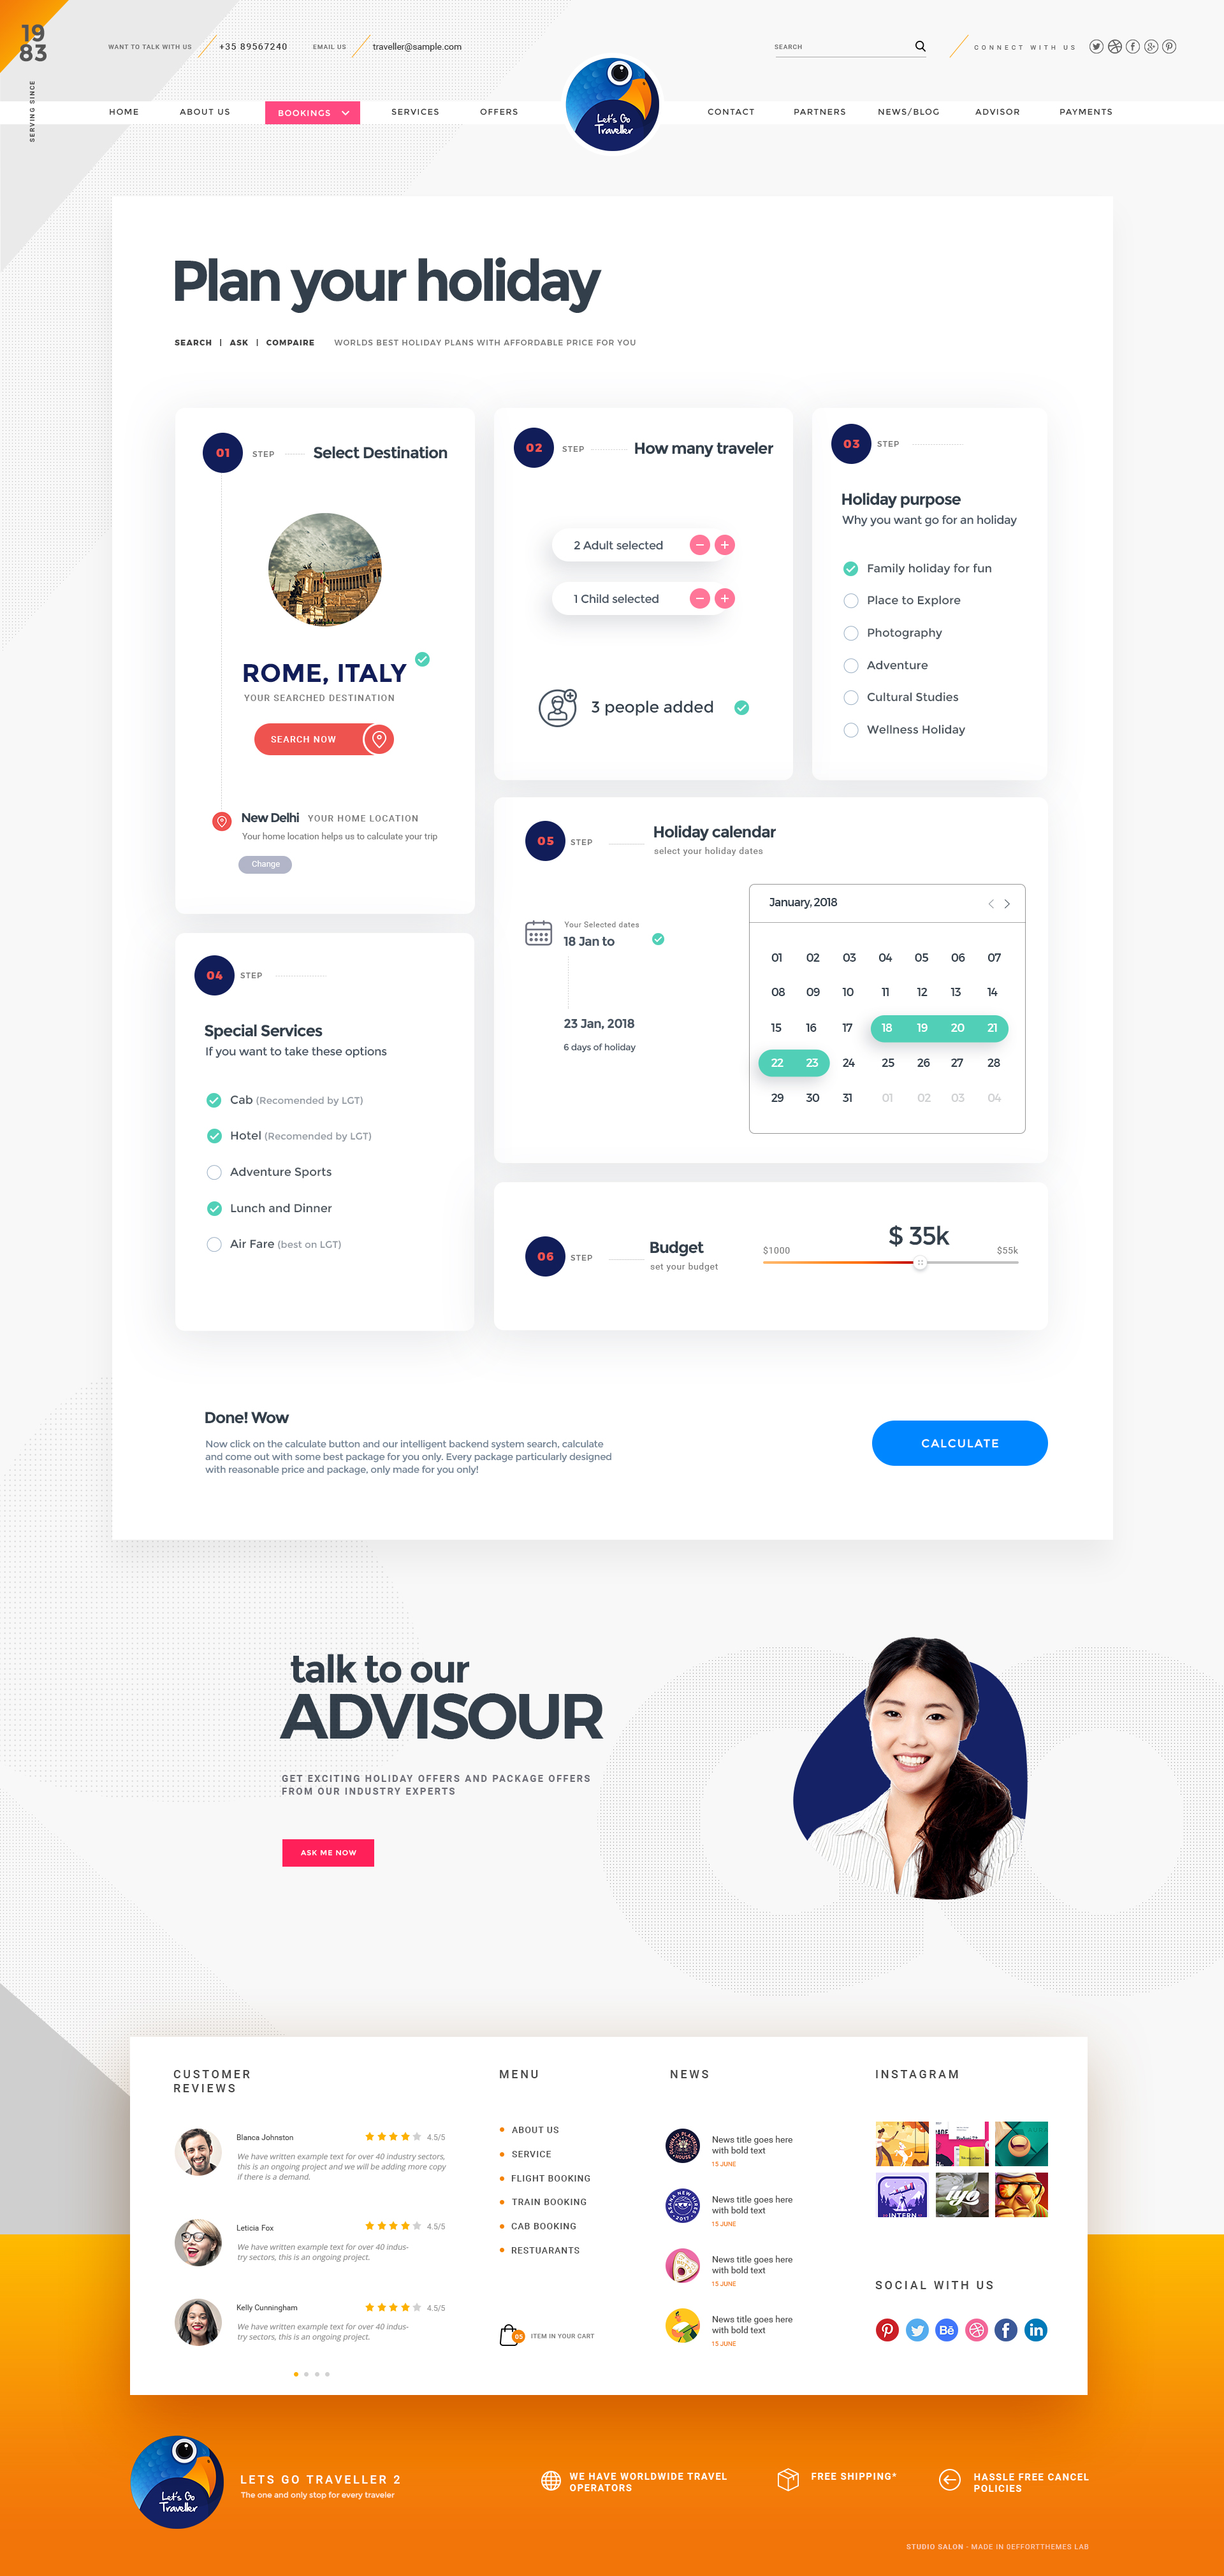 19
83
SERVING SINCE
WANT TO TALK WITH US
+35 89567240
EMAIL US
traveller@sample.com
SEARCH
CONNECT WITH US
HOME
ABOUT US
BOOKINGS
SERVICES
OFFERS
Let's Go
Traveller
CONTACT
PARTNERS
NEWS/BLOG
ADVISOR
PAYMENTS
Plan your holiday
SEARCH | ASK | COMPAIRE WORLDS BEST HOLIDAY PLANS WITH AFFORDABLE PRICE FOR YOU
01 STEP Select Destination
ROME, ITALY
YOUR SEARCHED DESTINATION
SEARCH NOW
New Delhi YOUR HOME LOCATION
Your home location helps us to calculate your trip
Change
02 STEP How many traveler
2 Adult selected
1 Child selected
3 people added
03 STEP
Holiday purpose
Why you want go for an holiday
Family holiday for fun
Place to Explore
Photography
Adventure
Cultural Studies
Wellness Holiday
04 STEP
Special Services
If you want to take these options
Cab (Recomended by LGT)
Hotel (Recomended by LGT)
Adventure Sports
Lunch and Dinner
Air Fare (best on LGT)
05 STEP Holiday calendar
select your holiday dates
Your Selected dates
18 Jan to
23 Jan, 2018
6 days of holiday
January, 2018
01 02 03 04 05 06 07
08 09 10 11 12 13 14
15 16 17 18 19 20 21
22 23 24 25 26 27 28
29 30 31 01 02 03 04
06 STEP Budget
set your budget
$1000
$ 35k
$55k
Done! Wow
Now click on the calculate button and our intelligent backend system search, calculate
and come out with some best package for you only. Every package particularly designed
with reasonable price and package, only made for you only!
CALCULATE
talk to our
ADVISOUR
GET EXCITING HOLIDAY OFFERS AND PACKAGE OFFERS
FROM OUR INDUSTRY EXPERTS
ASK ME NOW
CUSTOMER
REVIEWS
Blanca Johnston 4.5/5
We have written example text for over 40 industry sectors,
this is an ongoing project and we will be adding more copy
if there is a demand.
Leticia Fox 4.5/5
We have written example text for over 40 indus-
try sectors, this is an ongoing project.
Kelly Cunningham 4.5/5
We have written example text for over 40 indus-
try sectors, this is an ongoing project.
MENU
ABOUT US
SERVICE
FLIGHT BOOKING
TRAIN BOOKING
CAB BOOKING
RESTUARANTS
05 ITEM IN YOUR CART
NEWS
News title goes here
with bold text
15 JUNE
News title goes here
with bold text
15 JUNE
News title goes here
with bold text
15 JUNE
News title goes here
with bold text
15 JUNE
INSTAGRAM
INTERN
SOCIAL WITH US
Bē
in
Let's Go
Traveller
LETS GO TRAVELLER 2
The one and only stop for every traveler
WE HAVE WORLDWIDE TRAVEL
OPERATORS
FREE SHIPPING*
HASSLE FREE CANCEL
POLICIES
STUDIO SALON - MADE IN 0EFFORTTHEMES LAB